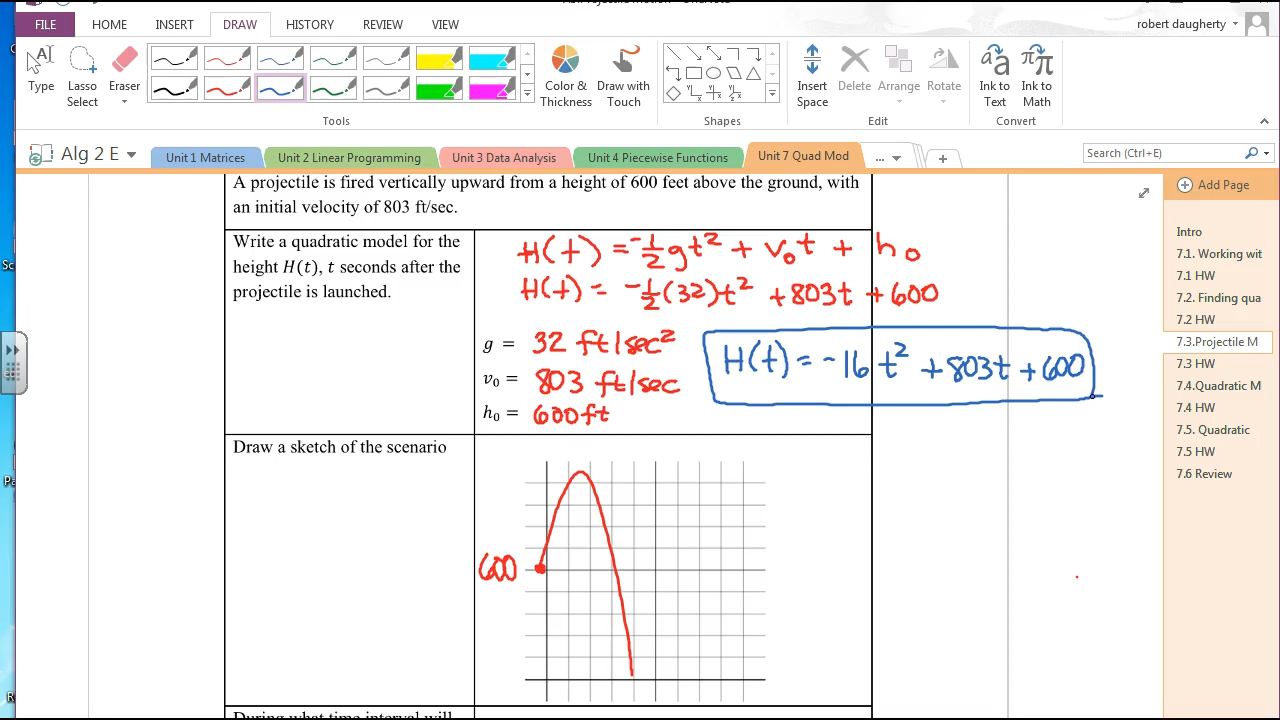 FILE HOME INSERT DRAW HISTORY REVIEW VIEW
robert daugherty
Type
Lasso Select
Eraser
Color & Thickness
Draw with Touch
Insert Space
Delete
Arrange
Rotate
Ink to Text
Ink to Math
Tools Shapes Edit Convert
Alg 2 E
Unit 1 Matrices
Unit 2 Linear Programming
Unit 3 Data Analysis
Unit 4 Piecewise Functions
Unit 7 Quad Mod
...
Search (Ctrl+E)
A projectile is fired vertically upward from a height of 600 feet above the ground, with
an initial velocity of 803 ft/sec.
Write a quadratic model for the
height H(t), t seconds after the
projectile is launched.
H(t) = -½gt² + v₀t + h₀
H(t) = -½(32)t² + 803t + 600
g = 32 ft/sec²
v₀ = 803 ft/sec
h₀ = 600ft
H(t) = -16t² + 803t + 600
Draw a sketch of the scenario
600
During what time interval will
Add Page
Intro
7.1. Working wit
7.1 HW
7.2. Finding qua
7.2 HW
7.3.Projectile M
7.3 HW
7.4.Quadratic M
7.4 HW
7.5. Quadratic
7.5 HW
7.6 Review